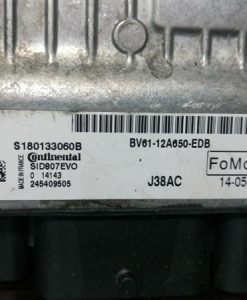 S180133060B
BV61-12A650-EDB
Continental
SID807EVO
FoMo
0 14143
J38AC
14-05
245409505
MADE IN FRANCE